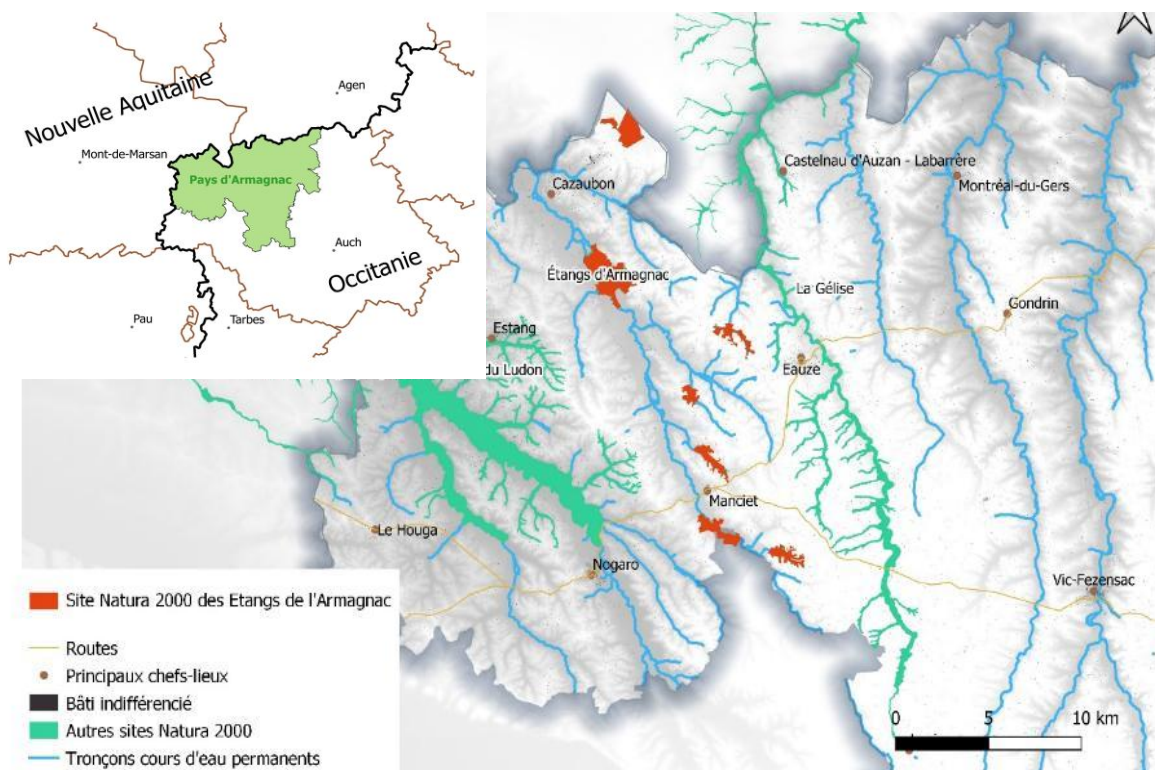 Nouvelle Aquitaine
Agen
Mont-de-Marsan
Pays d'Armagnac
Auch
Occitanie
Pau
Tarbes
Cazaubon
Castelnau d'Auzan - Labarrère
Montréal-du-Gers
Étangs d'Armagnac
La Gélise
Gondrin
Estang
du Ludon
Eauze
Manciet
Le Houga
Nogaro
Vic-Fezensac
Site Natura 2000 des Etangs de l'Armagnac
Routes
Principaux chefs-lieux
Bâti indifférencié
Autres sites Natura 2000
Tronçons cours d'eau permanents
0 5 10 km